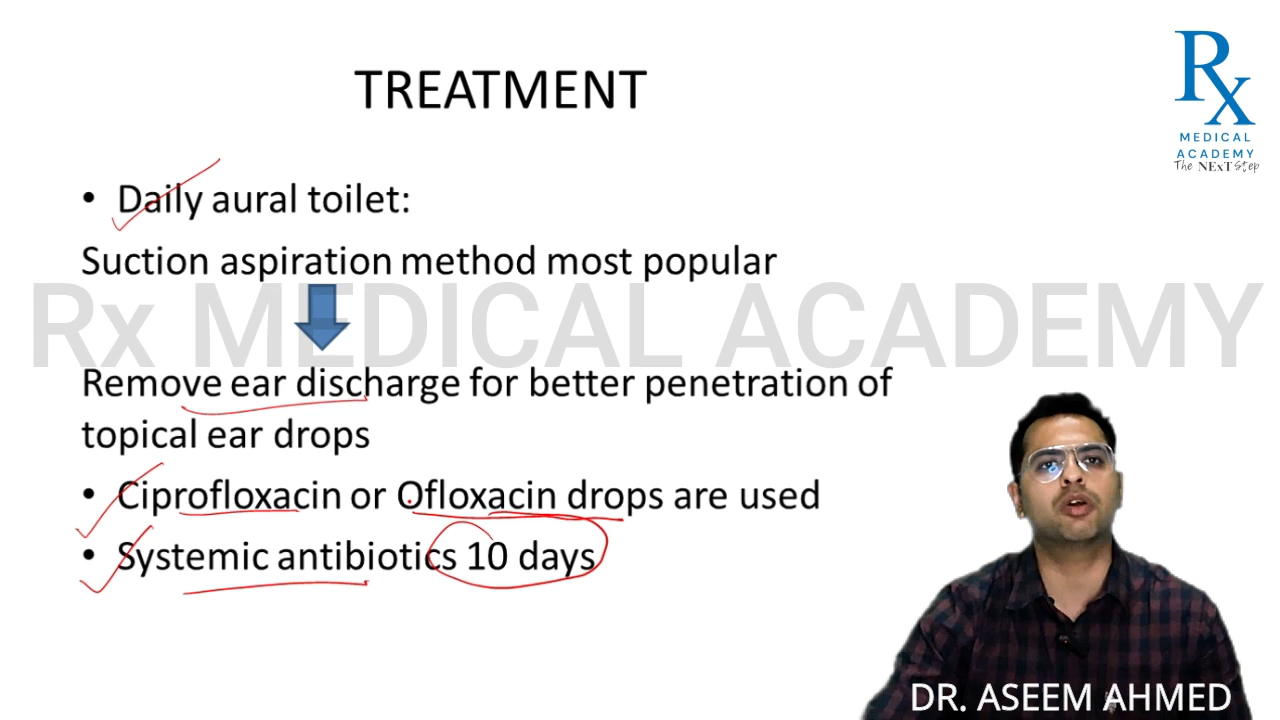 TREATMENT
Rx
MEDICAL
ACADEMY
The NExT Step
• Daily aural toilet:
Suction aspiration method most popular
Rx MEDICAL ACADEMY
Remove ear discharge for better penetration of
topical ear drops
• Ciprofloxacin or Ofloxacin drops are used
• Systemic antibiotics 10 days
DR. ASEEM AHMED